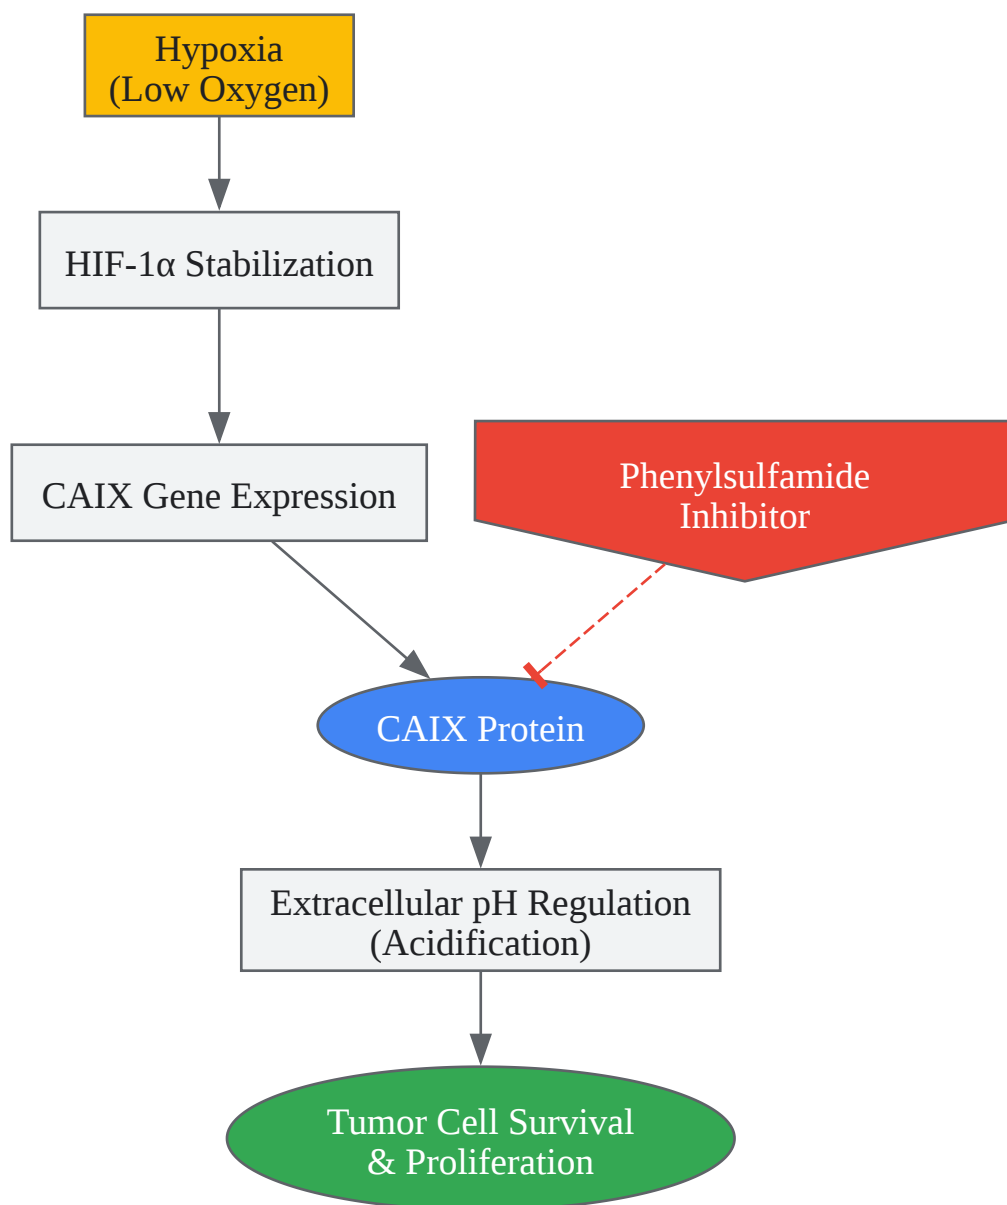 Hypoxia
(Low Oxygen)
HIF-1α Stabilization
CAIX Gene Expression
Phenylsulfamide
Inhibitor
CAIX Protein
Extracellular pH Regulation
(Acidification)
Tumor Cell Survival
& Proliferation